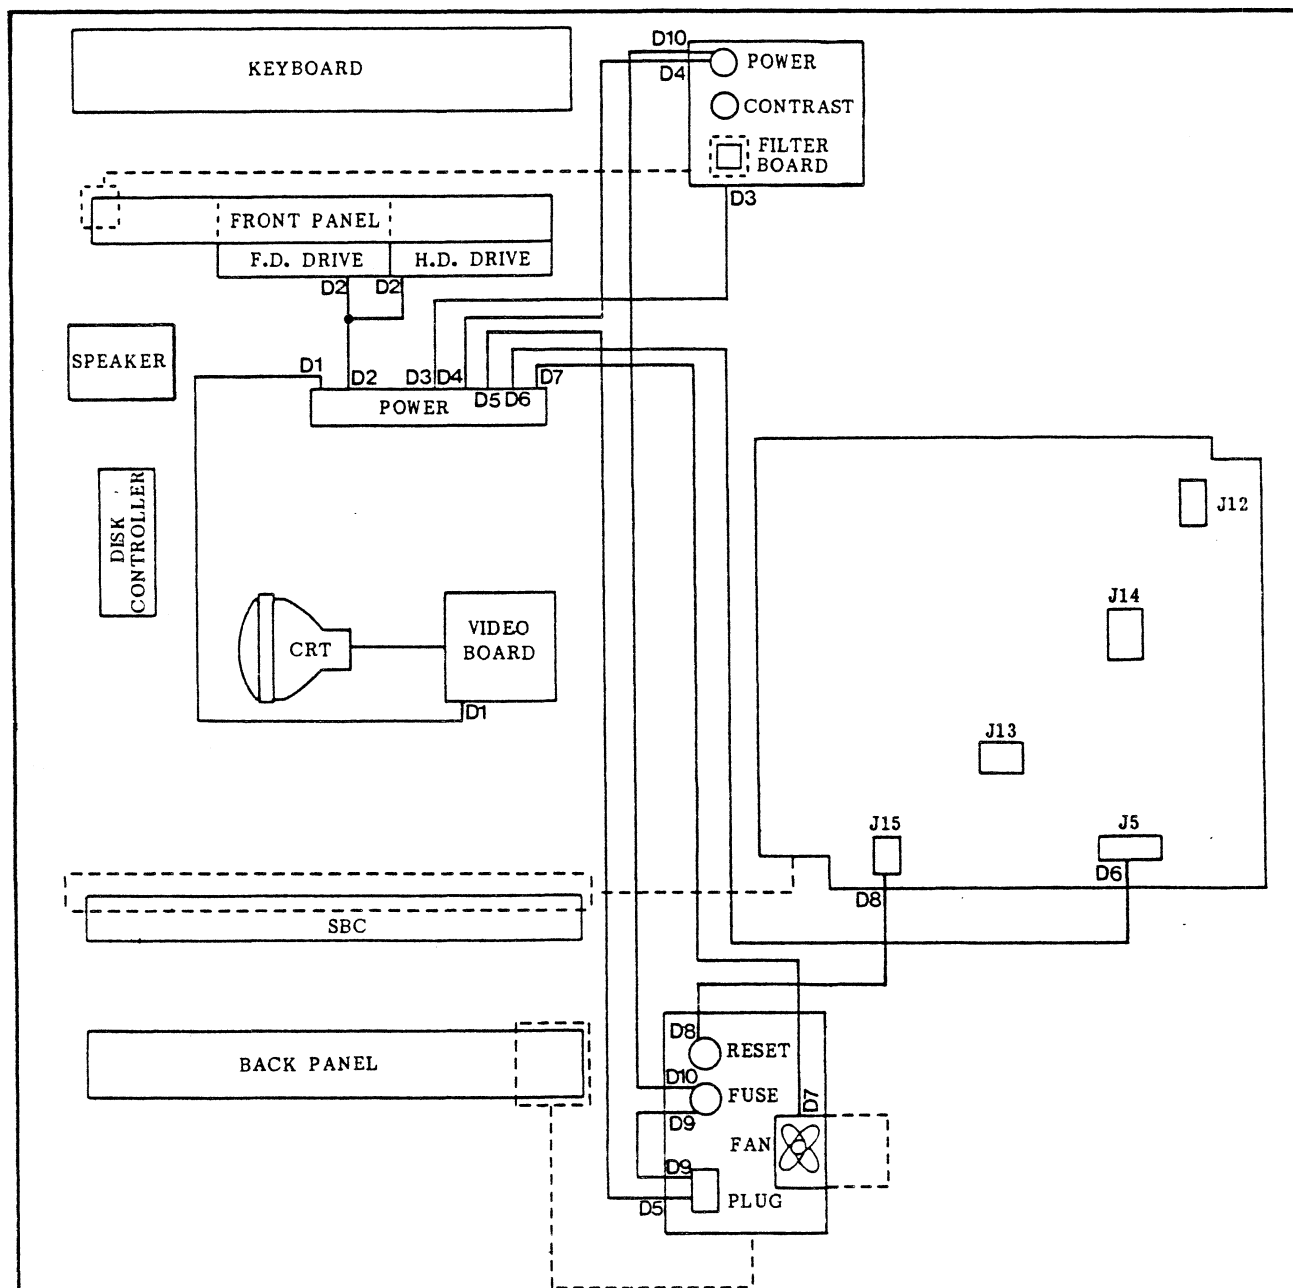 KEYBOARD
D10
D4
POWER
CONTRAST
FILTER
BOARD
D3
FRONT PANEL
F.D. DRIVE
H.D. DRIVE
D2
D2
SPEAKER
D1
D2
D3
D4
D5
D6
D7
POWER
DISK
CONTROLLER
CRT
VIDEO
BOARD
D1
J12
J14
J13
J15
J5
D8
D6
SBC
BACK PANEL
D8
RESET
D10
FUSE
D9
D7
FAN
D9
D5
PLUG